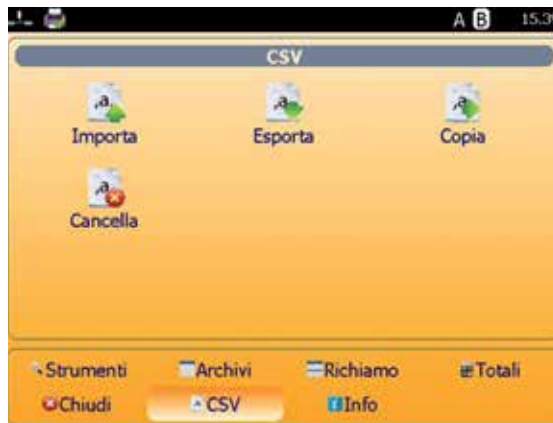 A B 15.3
CSV
Importa Esporta Copia
Cancella
Strumenti Archivi Richiamo Totali
Chiudi CSV Info